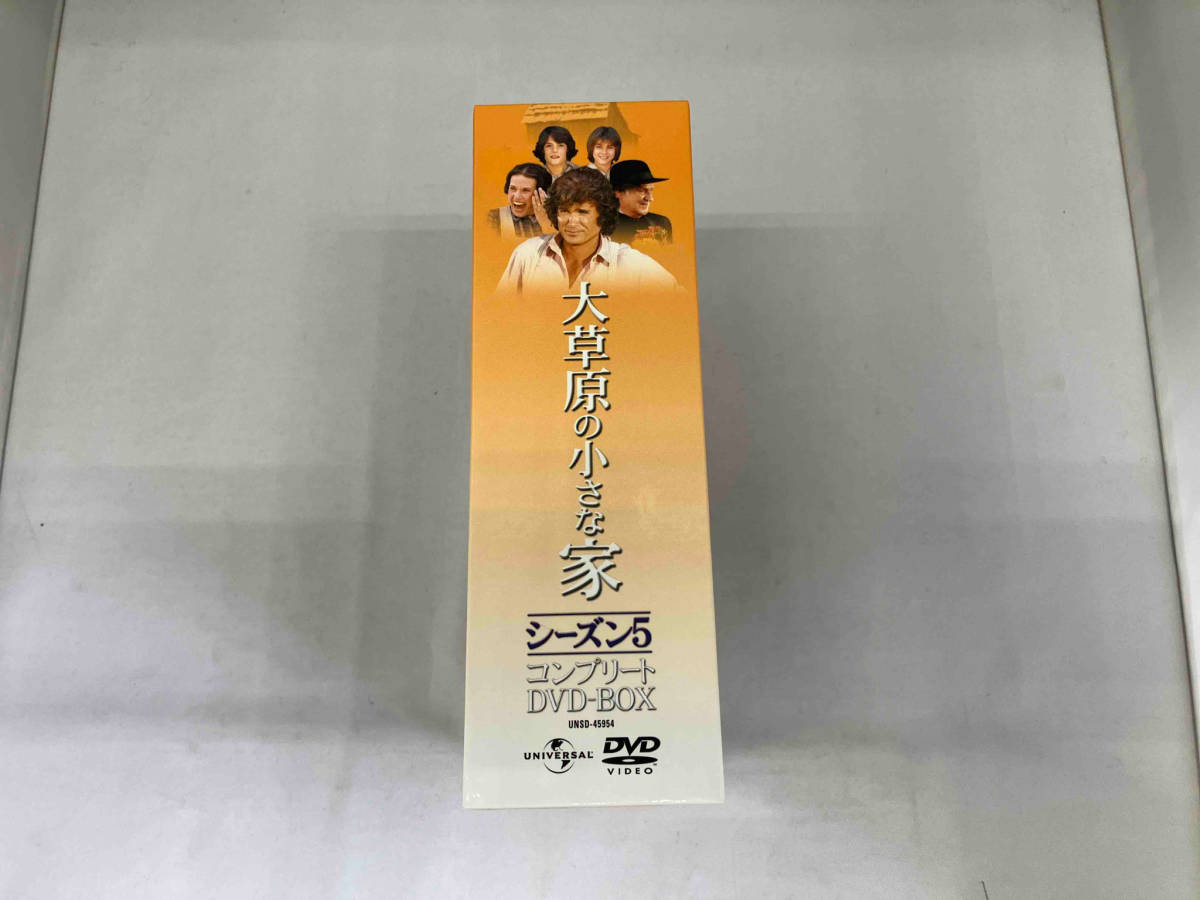 大草原の小さな家
シーズン5
コンプリート
DVD-BOX
UNSD-45954
UNIVERSAL
DVD
VIDEO